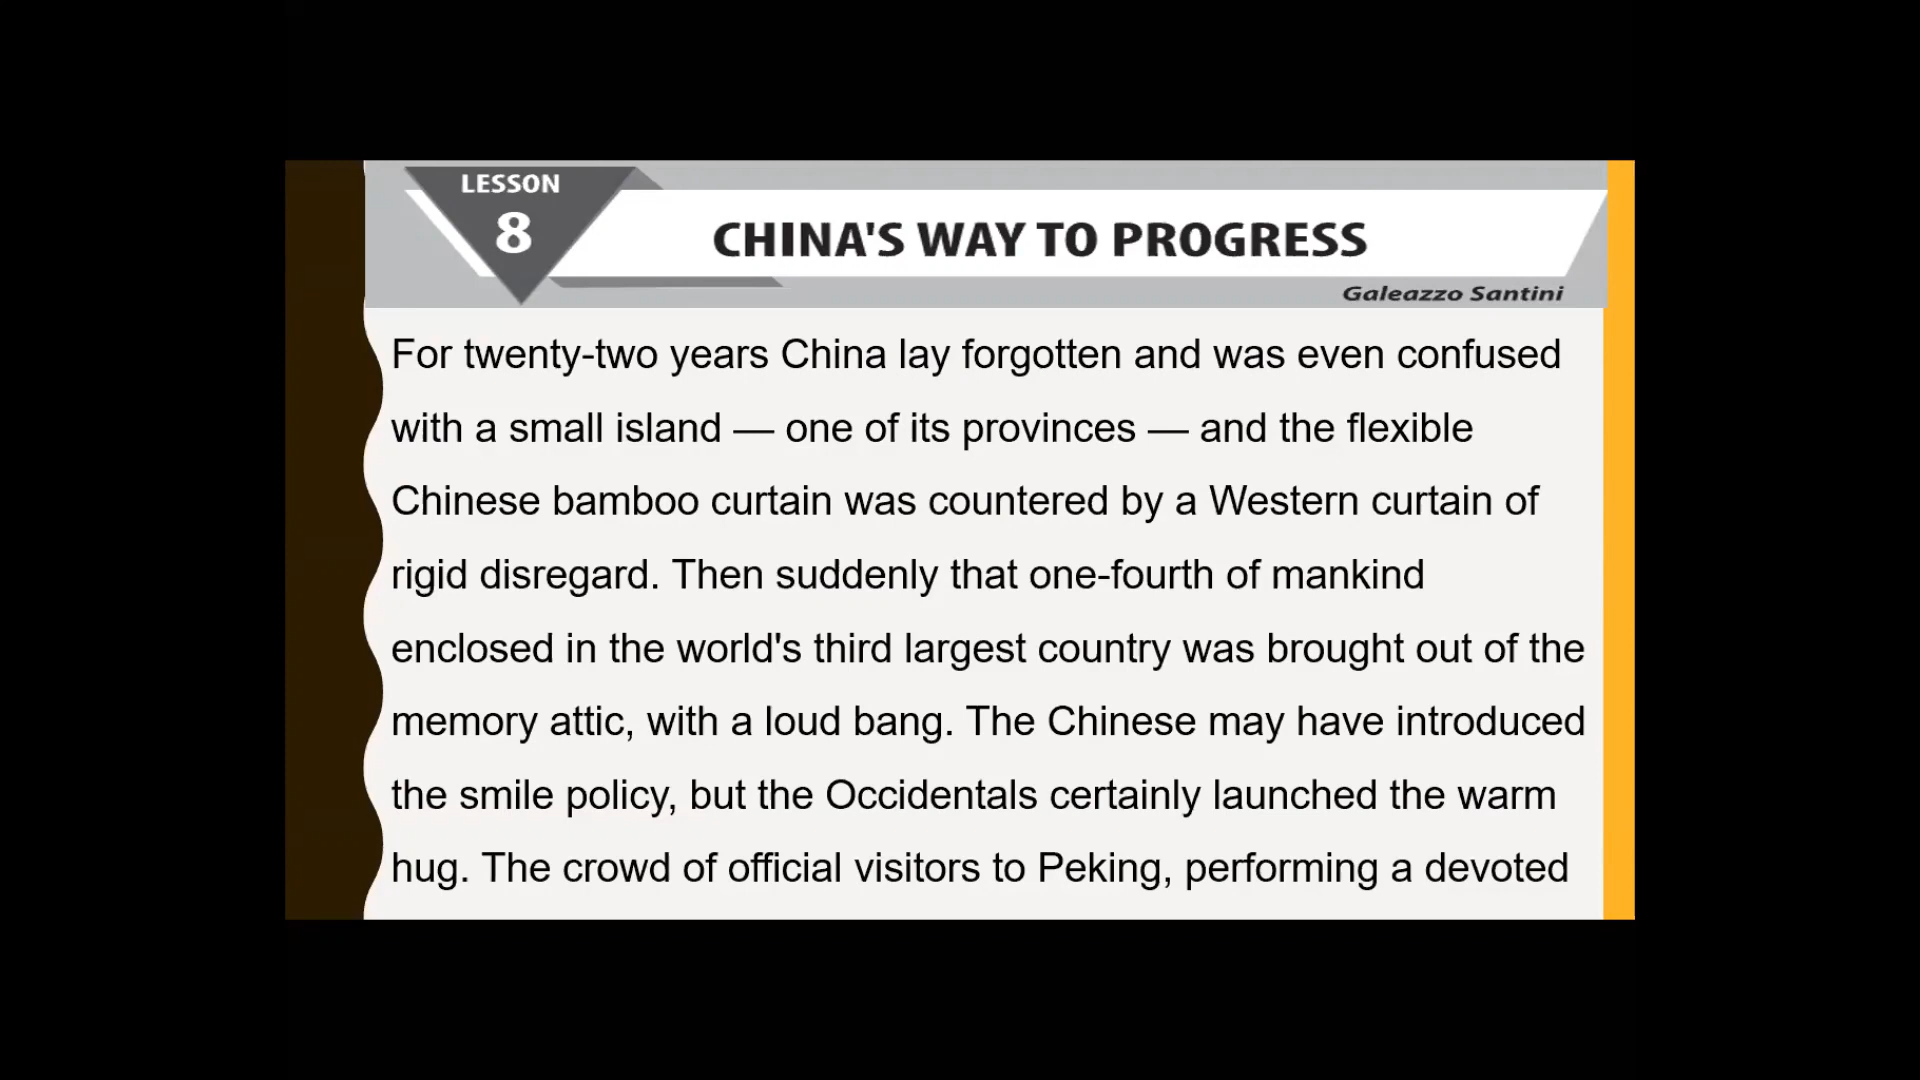 LESSON
8
CHINA'S WAY TO PROGRESS
Galeazzo Santini
For twenty-two years China lay forgotten and was even confused
with a small island — one of its provinces — and the flexible
Chinese bamboo curtain was countered by a Western curtain of
rigid disregard. Then suddenly that one-fourth of mankind
enclosed in the world's third largest country was brought out of the
memory attic, with a loud bang. The Chinese may have introduced
the smile policy, but the Occidentals certainly launched the warm
hug. The crowd of official visitors to Peking, performing a devoted